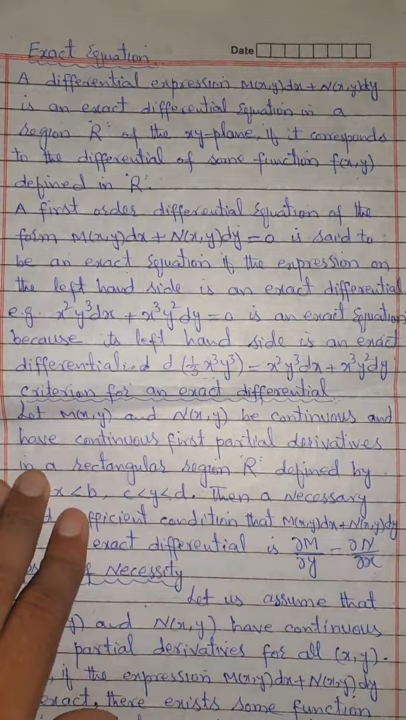 Exact Equation. Date
A differential expression M(x,y)dx + N(x,y)dy
is an exact differential Equation in a
region 'R' of the xy-plane, if it corresponds
to the differential of some function f(x,y)
defined in 'R'.
A first order differential Equation of the
form M(x,y)dx + N(x,y)dy = 0 is said to
be an exact Equation if the expression on
the left hand side is an exact differential
e.g. x²y³dx + x³y²dy = 0 is an exact Equation
because its left hand side is an exact
differential i.e d(⅓x³y³) = x²y³dx + x³y²dy
criterion for an exact differential
Let M(x,y) and N(x,y) be continuous and
have continuous first partial derivatives
in a rectangular region 'R' defined by
x<b, c<y<d. Then a Necessary
fficient condition that M(x,y)dx + N(x,y)dy
exact differential is ∂M/∂y = ∂N/∂x
f Necessity
Let us assume that
y) and N(x,y) have continuous
partial derivatives for all (x,y).
if the expression M(x,y)dx + N(x,y)dy
exact, there exists some function